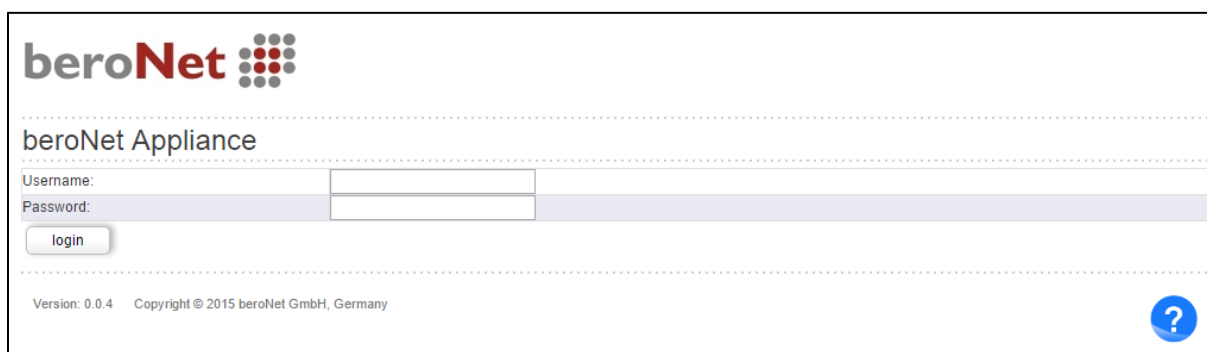 beroNet
beroNet Appliance
Username:
Password:
login
Version: 0.0.4 Copyright © 2015 beroNet GmbH, Germany
?